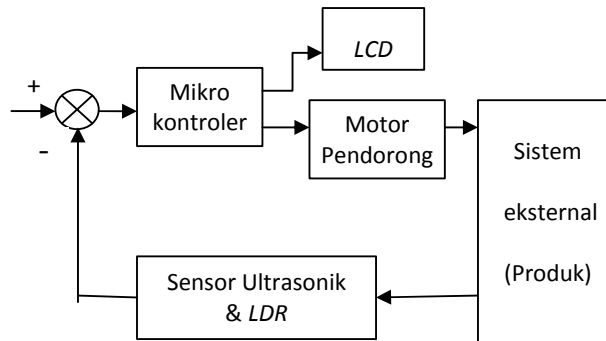 LCD
+
Mikro
kontroler
Motor
Pendorong
Sistem
eksternal
(Produk)
-
Sensor Ultrasonik
& LDR